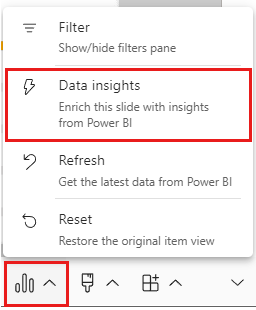 Filter
Show/hide filters pane
Data insights
Enrich this slide with insights
from Power BI
Refresh
Get the latest data from Power BI
Reset
Restore the original item view